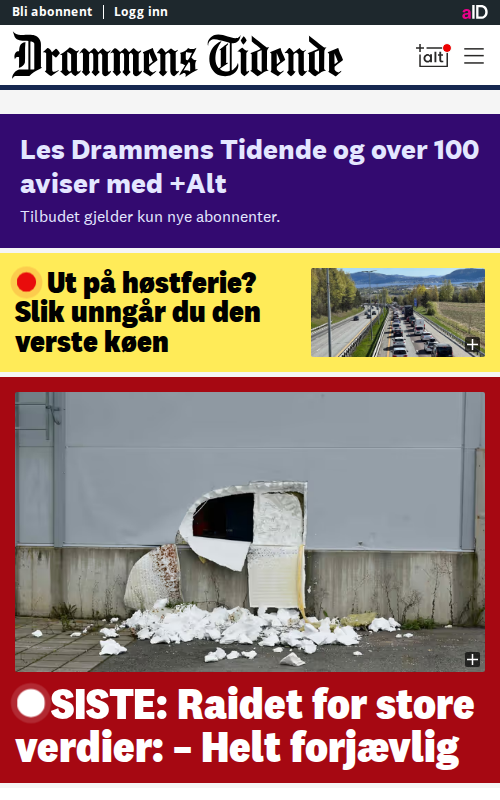 Bli abonnent | Logg inn
aID
Drammens Tidende
+alt
Les Drammens Tidende og over 100
aviser med +Alt
Tilbudet gjelder kun nye abonnenter.
Ut på høstferie?
Slik unngår du den
verste køen
SISTE: Raidet for store
verdier: – Helt forjævlig